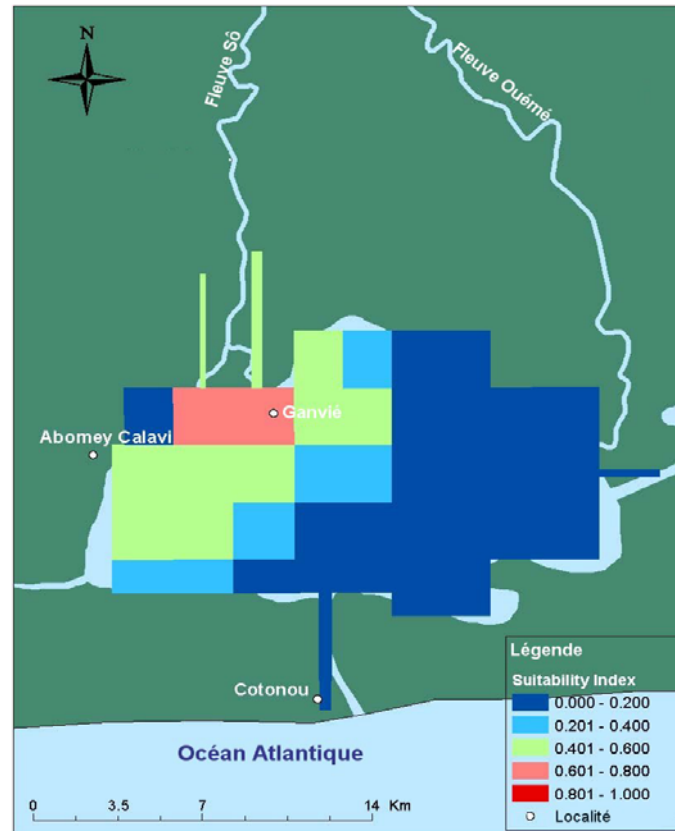 N
Fleuve Sô
Fleuve Ouémé
Ganvié
Abomey Calavi
Cotonou
Océan Atlantique
Légende
Suitability Index
0.000 - 0.200
0.201 - 0.400
0.401 - 0.600
0.601 - 0.800
0.801 - 1.000
Localité
0 3.5 7 14 Km